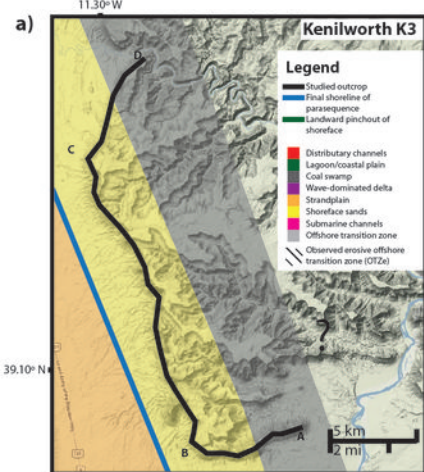 11.30º W
a)
Kenilworth K3
Legend
Studied outcrop
Final shoreline of
parasequence
Landward pinchout of
shoreface
Distributary channels
Lagoon/coastal plain
Coal swamp
Wave-dominated delta
Strandplain
Shoreface sands
Submarine channels
Offshore transition zone
Observed erosive offshore
transition zone (OTZe)
D
C
?
39.10º N
A
B
5 km
2 mi